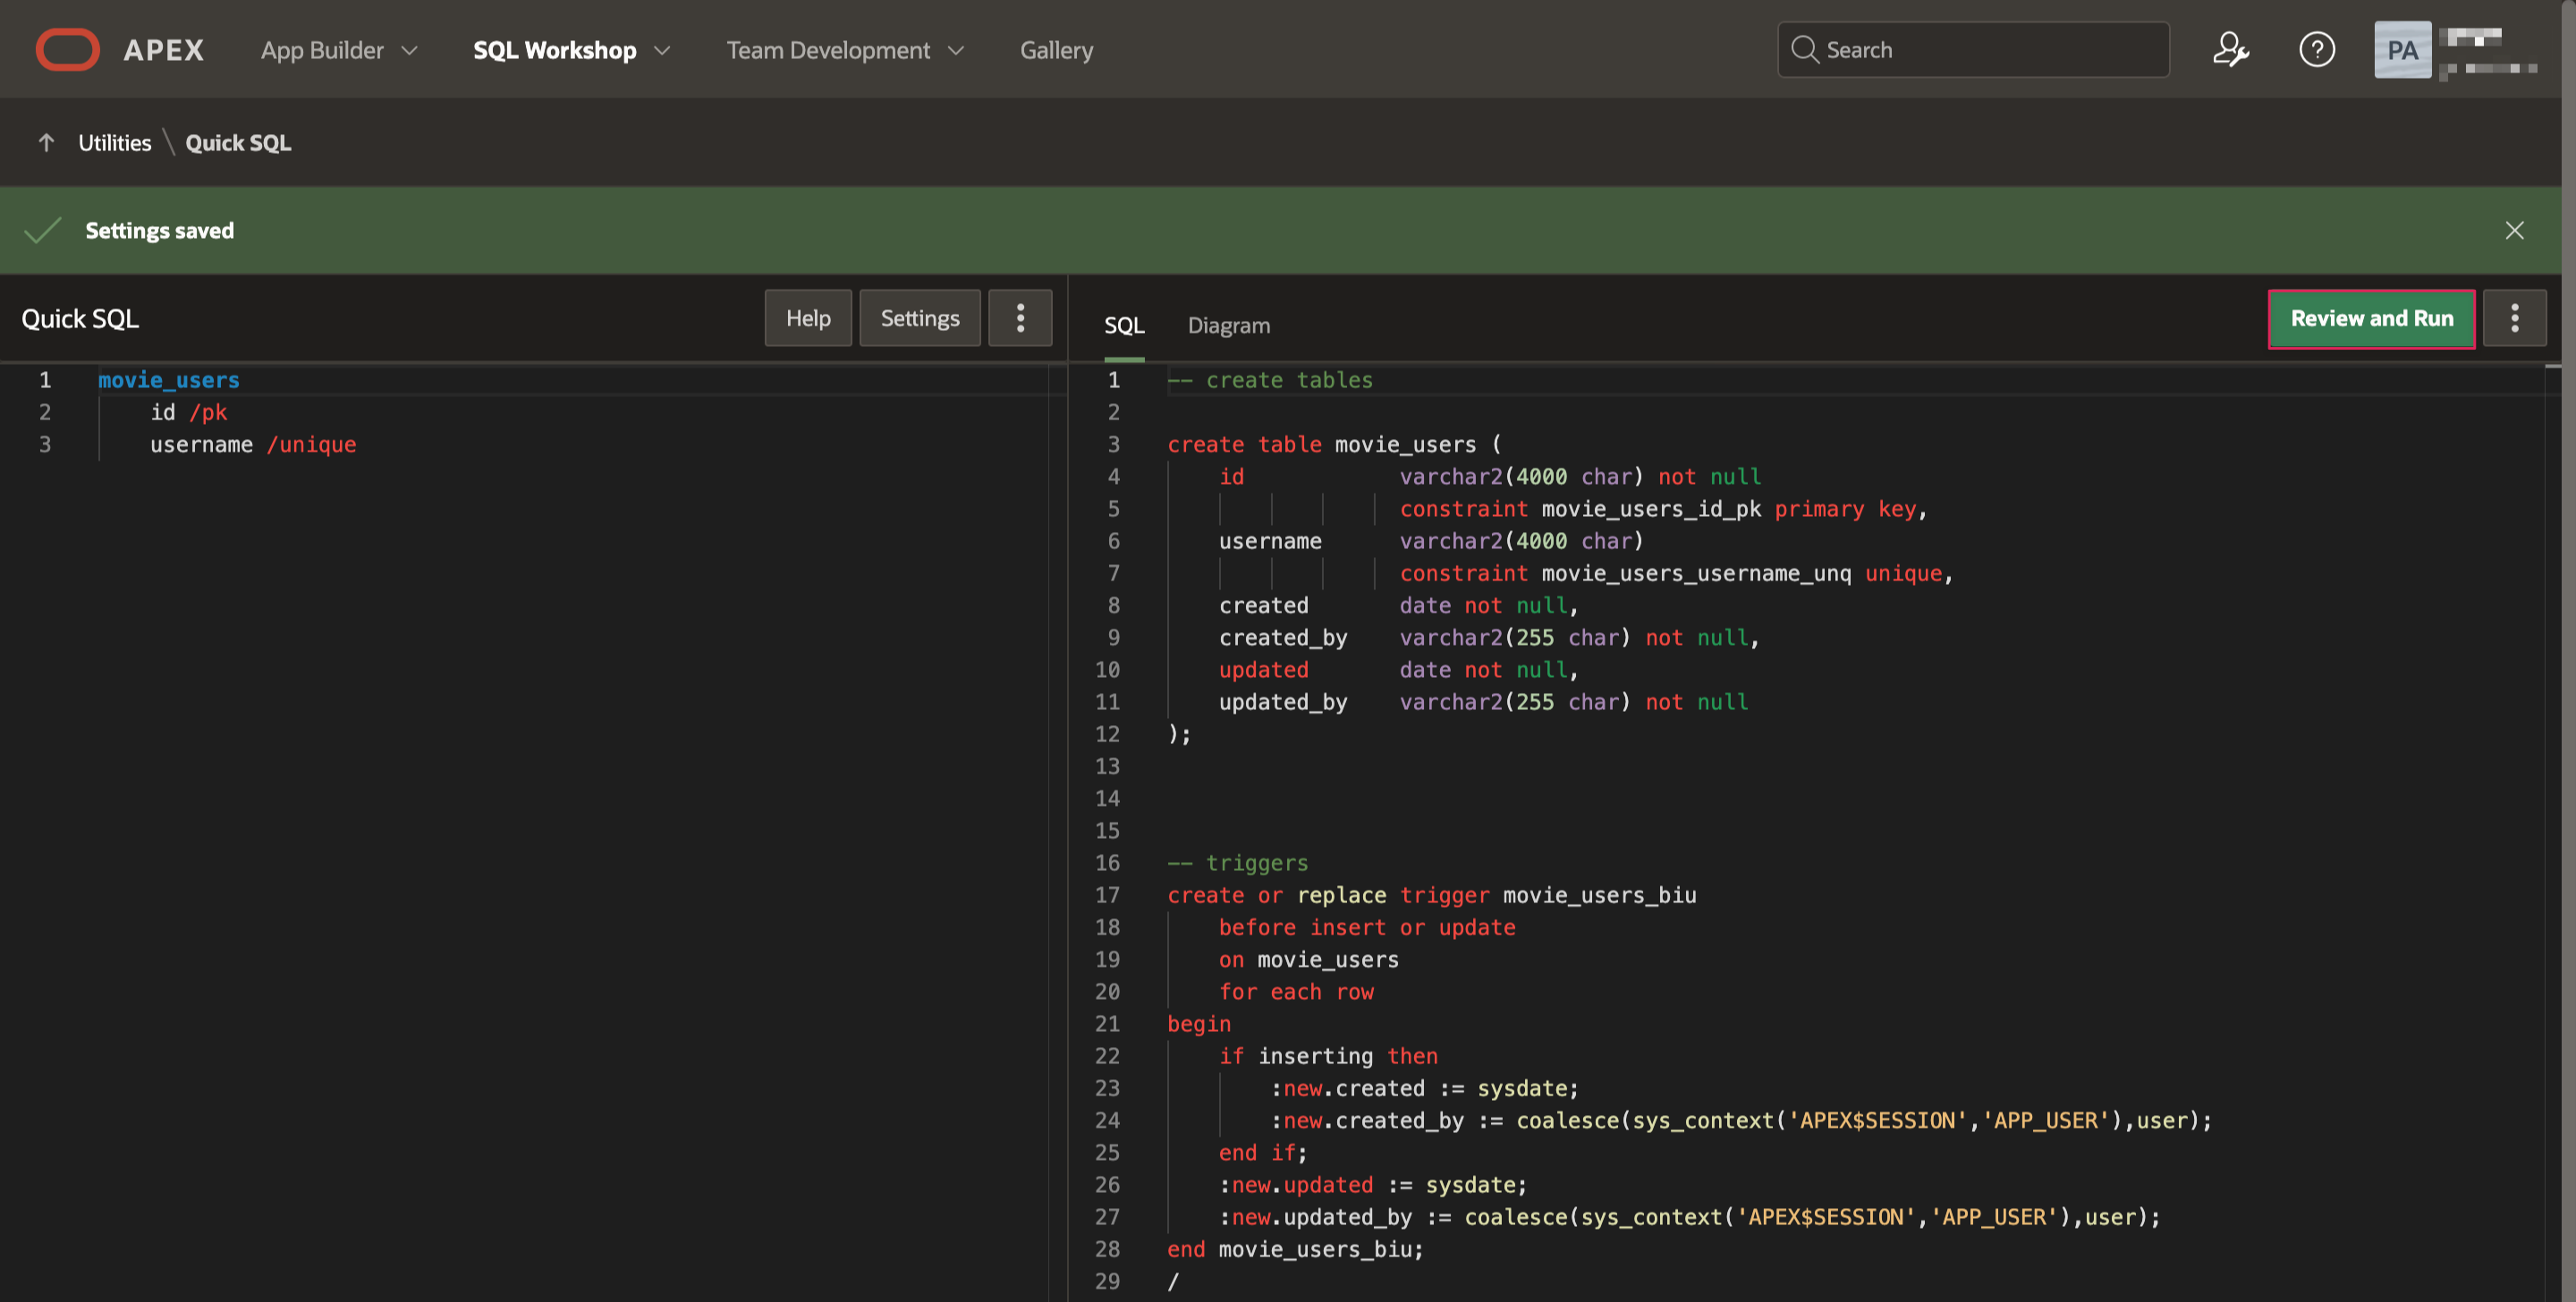 APEX App Builder SQL Workshop Team Development Gallery Search PA
Utilities \ Quick SQL
Settings saved
Quick SQL Help Settings
1 movie_users
2 id /pk
3 username /unique
SQL Diagram Review and Run
1 -- create tables
2
3 create table movie_users (
4 id varchar2(4000 char) not null
5 constraint movie_users_id_pk primary key,
6 username varchar2(4000 char)
7 constraint movie_users_username_unq unique,
8 created date not null,
9 created_by varchar2(255 char) not null,
10 updated date not null,
11 updated_by varchar2(255 char) not null
12 );
13
14
15
16 -- triggers
17 create or replace trigger movie_users_biu
18 before insert or update
19 on movie_users
20 for each row
21 begin
22 if inserting then
23 :new.created := sysdate;
24 :new.created_by := coalesce(sys_context('APEX$SESSION','APP_USER'),user);
25 end if;
26 :new.updated := sysdate;
27 :new.updated_by := coalesce(sys_context('APEX$SESSION','APP_USER'),user);
28 end movie_users_biu;
29 /